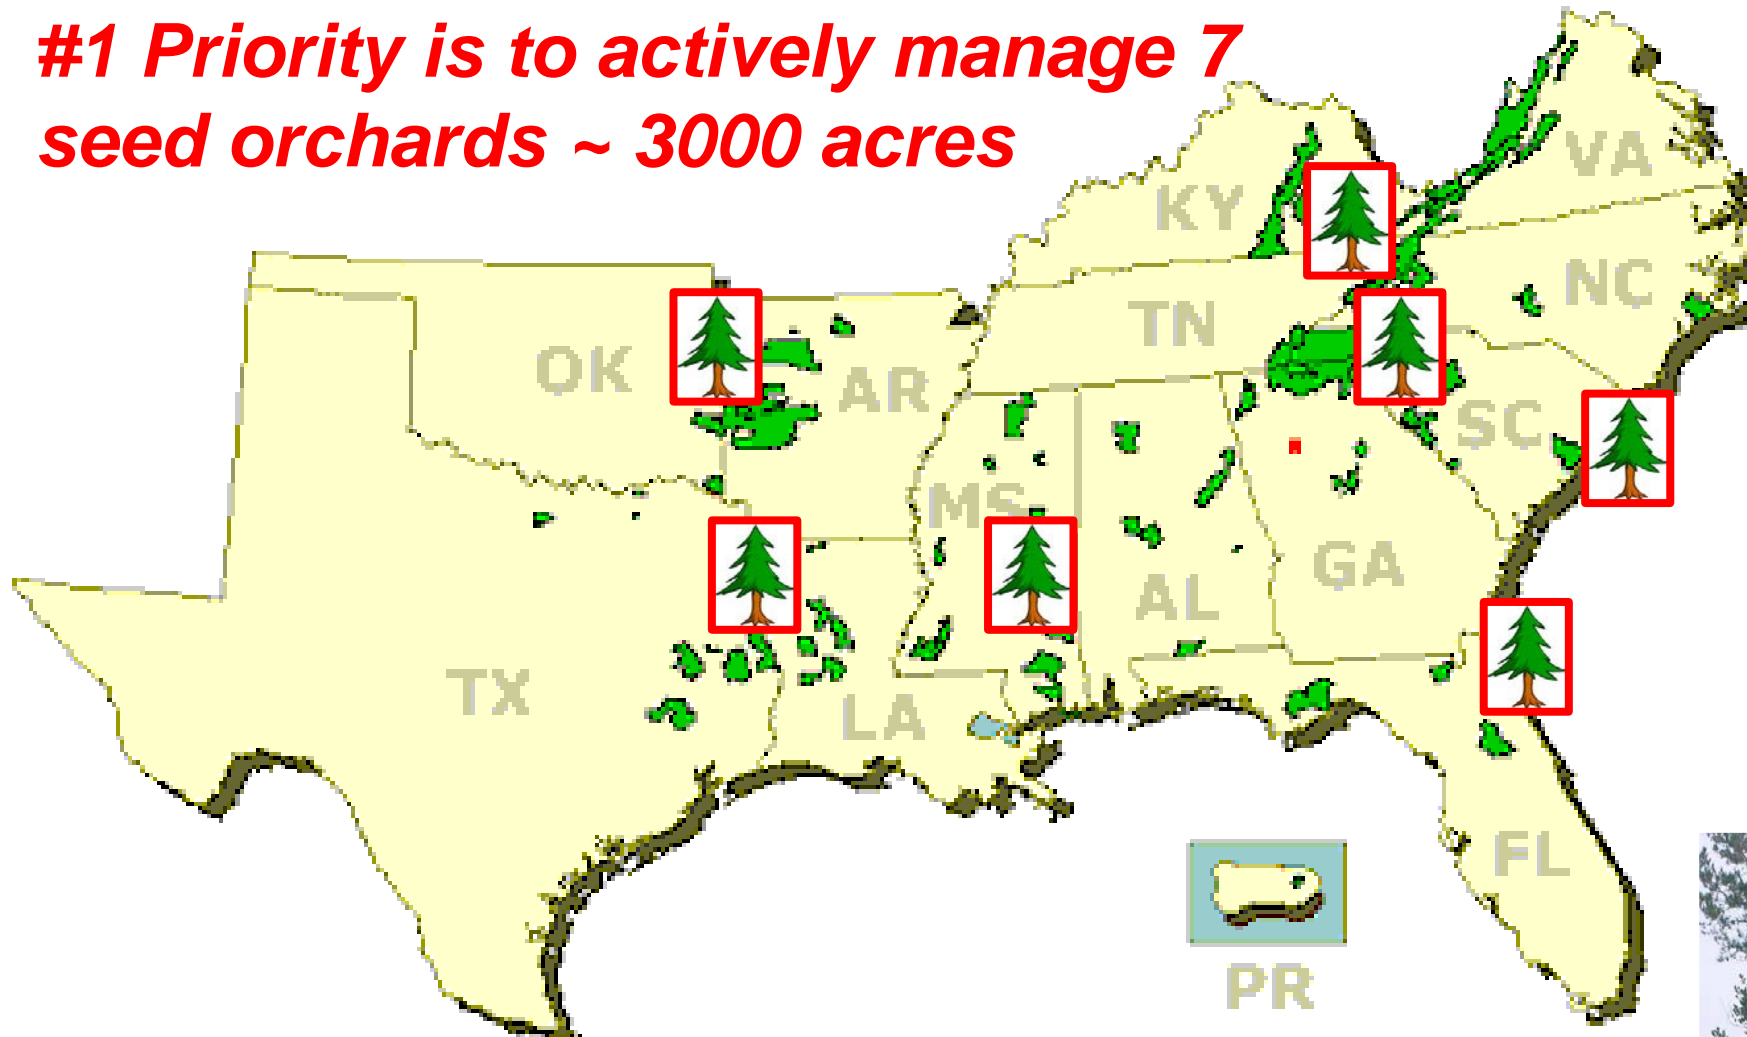 #1 Priority is to actively manage 7
seed orchards ~ 3000 acres
VA
KY
NC
TN
OK
AR
SC
MS
GA
AL
TX
LA
FL
PR